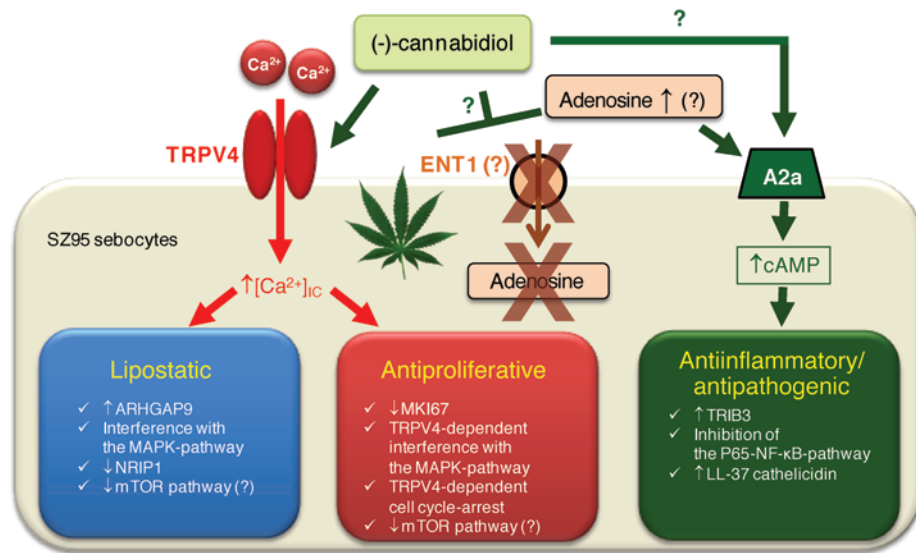 ?
(-)-cannabidiol
Ca²⁺
Ca²⁺
?
Adenosine ↑ (?)
TRPV4
ENT1 (?)
A2a
SZ95 sebocytes
↑[Ca²⁺]IC
Adenosine
↑cAMP
Lipostatic
✓ ↑ARHGAP9
✓ Interference with
the MAPK-pathway
✓ ↓NRIP1
✓ ↓mTOR pathway (?)
Antiproliferative
✓ ↓MKI67
✓ TRPV4-dependent
interference with
the MAPK-pathway
✓ TRPV4-dependent
cell cycle-arrest
✓ ↓mTOR pathway (?)
Antiinflammatory/
antipathogenic
✓ ↑TRIB3
✓ Inhibition of
the P65-NF-κB-pathway
✓ ↑LL-37 cathelicidin